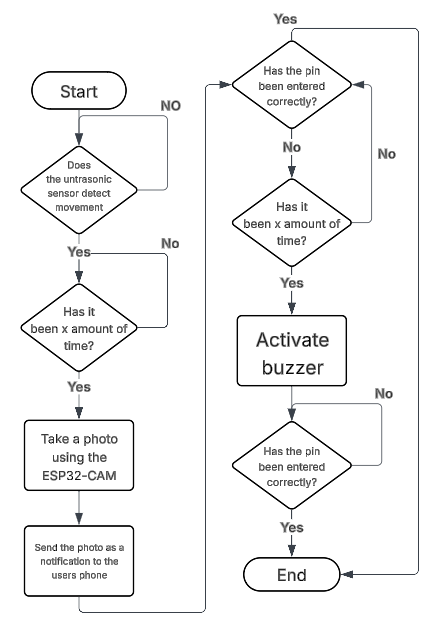 Start
NO
Does
the untrasonic
sensor detect
movement
Yes
No
Has it
been x amount of
time?
Yes
Take a photo
using the
ESP32-CAM
Send the photo as a
notification to the
users phone
Yes
Has the pin
been entered
correctly?
No
No
Has it
been x amount of
time?
Yes
Activate
buzzer
No
Has the pin
been entered
correctly?
Yes
End